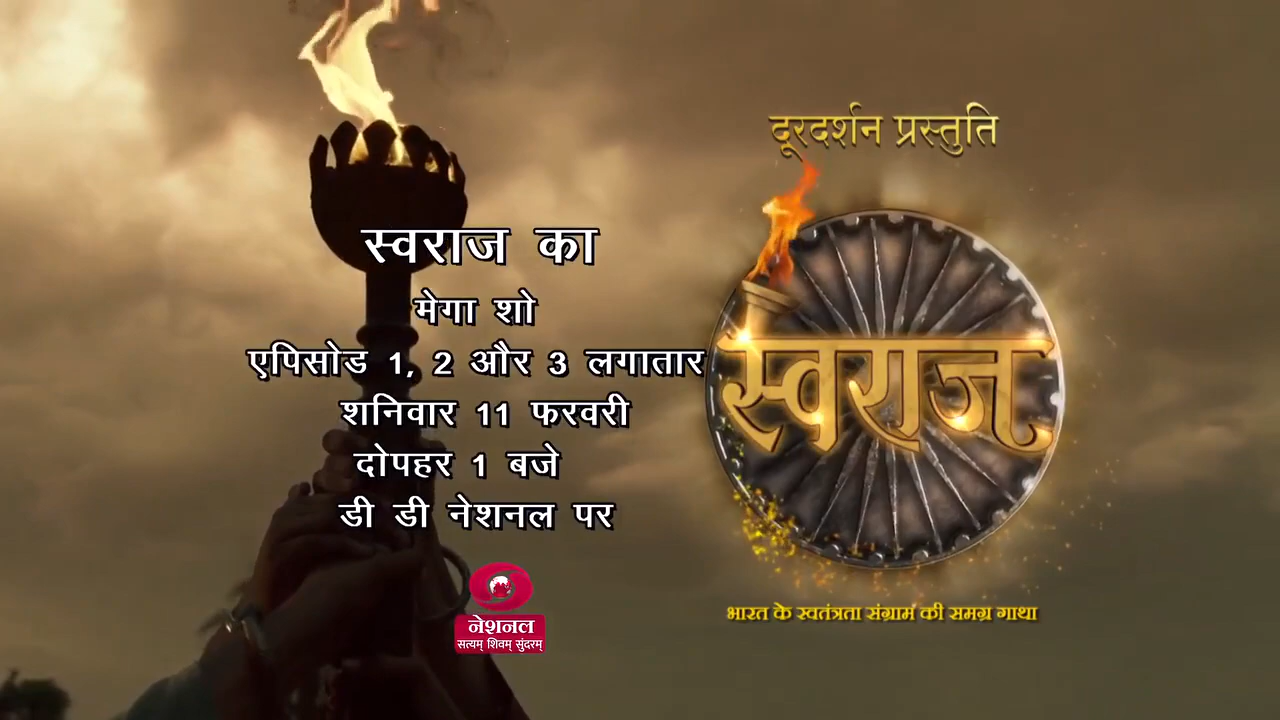 दूरदर्शन प्रस्तुति
स्वराज
भारत के स्वतंत्रता संग्राम की समग्र गाथा
स्वराज का
मेगा शो
एपिसोड 1, 2 और 3 लगातार
शनिवार 11 फरवरी
दोपहर 1 बजे
डी डी नेशनल पर
नेशनल
सत्यम् शिवम् सुंदरम्